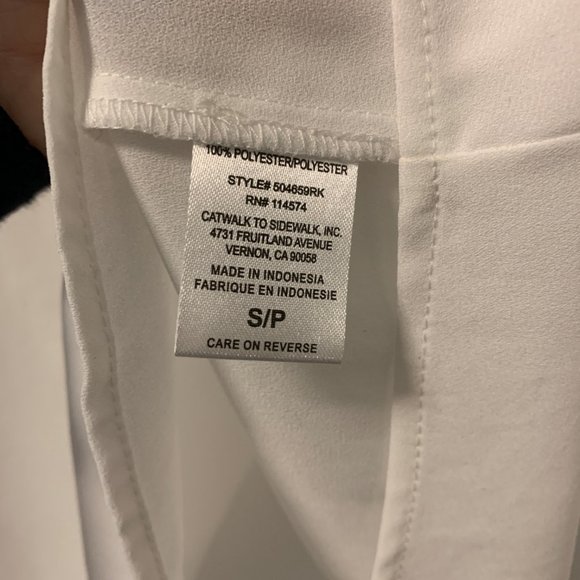 100% POLYESTER/POLYESTER
STYLE# 504659RK
RN# 114574
CATWALK TO SIDEWALK, INC.
4731 FRUITLAND AVENUE
VERNON, CA 90058
MADE IN INDONESIA
FABRIQUE EN INDONESIE
S/P
CARE ON REVERSE